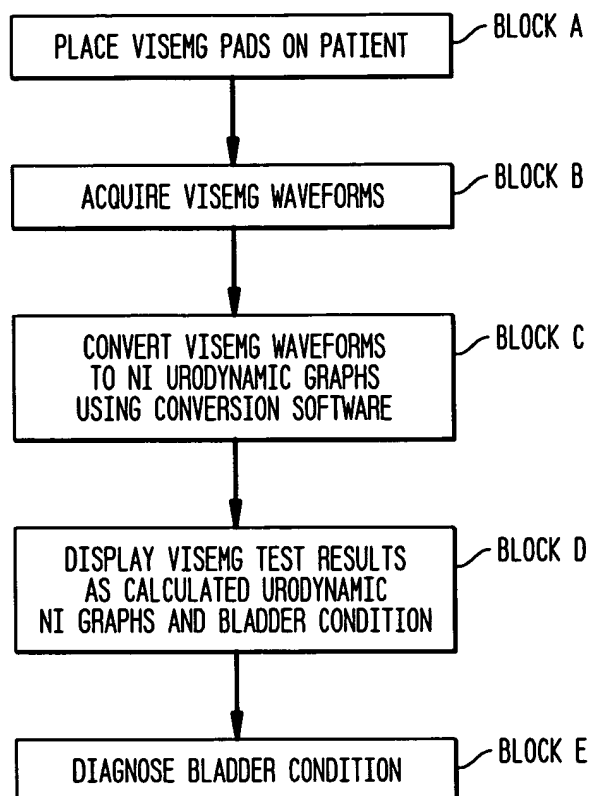 PLACE VISEMG PADS ON PATIENT
BLOCK A
ACQUIRE VISEMG WAVEFORMS
BLOCK B
CONVERT VISEMG WAVEFORMS
TO NI URODYNAMIC GRAPHS
USING CONVERSION SOFTWARE
BLOCK C
DISPLAY VISEMG TEST RESULTS
AS CALCULATED URODYNAMIC
NI GRAPHS AND BLADDER CONDITION
BLOCK D
DIAGNOSE BLADDER CONDITION
BLOCK E